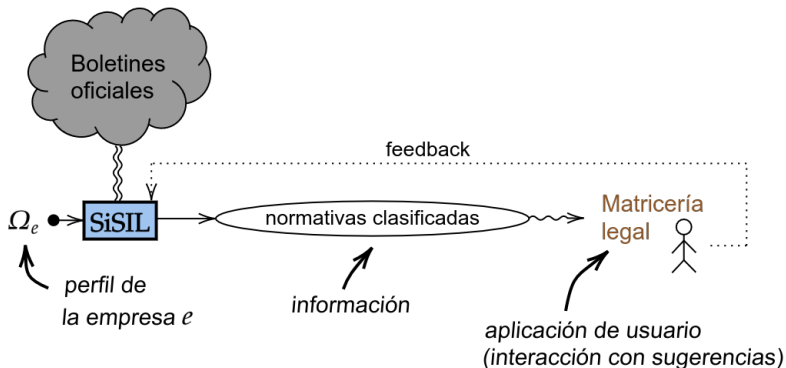 Boletines
oficiales
feedback
Ωe
SiSIL
normativas clasificadas
Matricería
legal
perfil de
la empresa e
información
aplicación de usuario
(interacción con sugerencias)